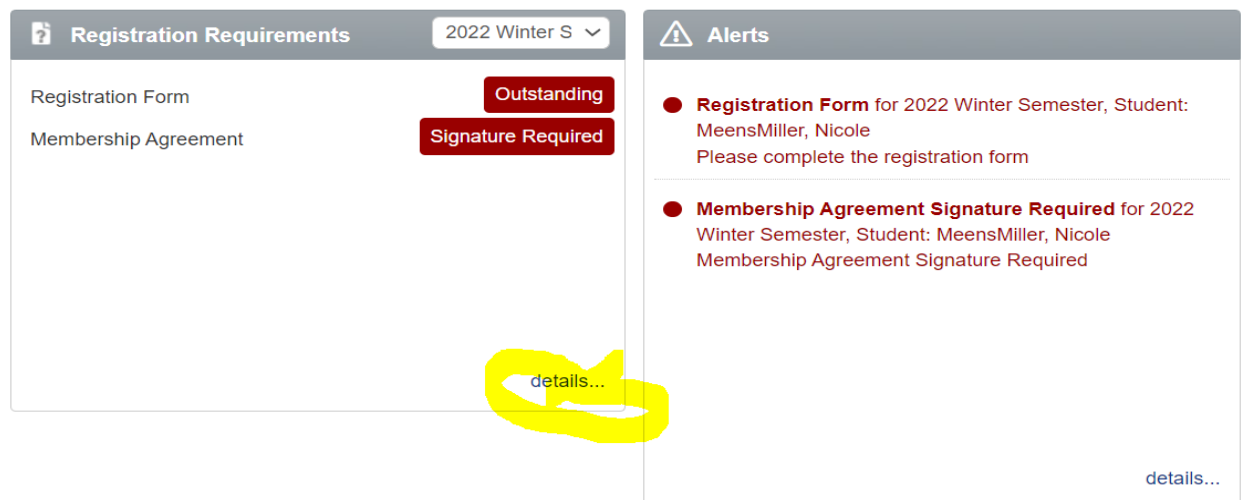 Registration Requirements
2022 Winter S
Registration Form
Outstanding
Membership Agreement
Signature Required
details...
Alerts
Registration Form for 2022 Winter Semester, Student:
MeensMiller, Nicole
Please complete the registration form
Membership Agreement Signature Required for 2022
Winter Semester, Student: MeensMiller, Nicole
Membership Agreement Signature Required
details...